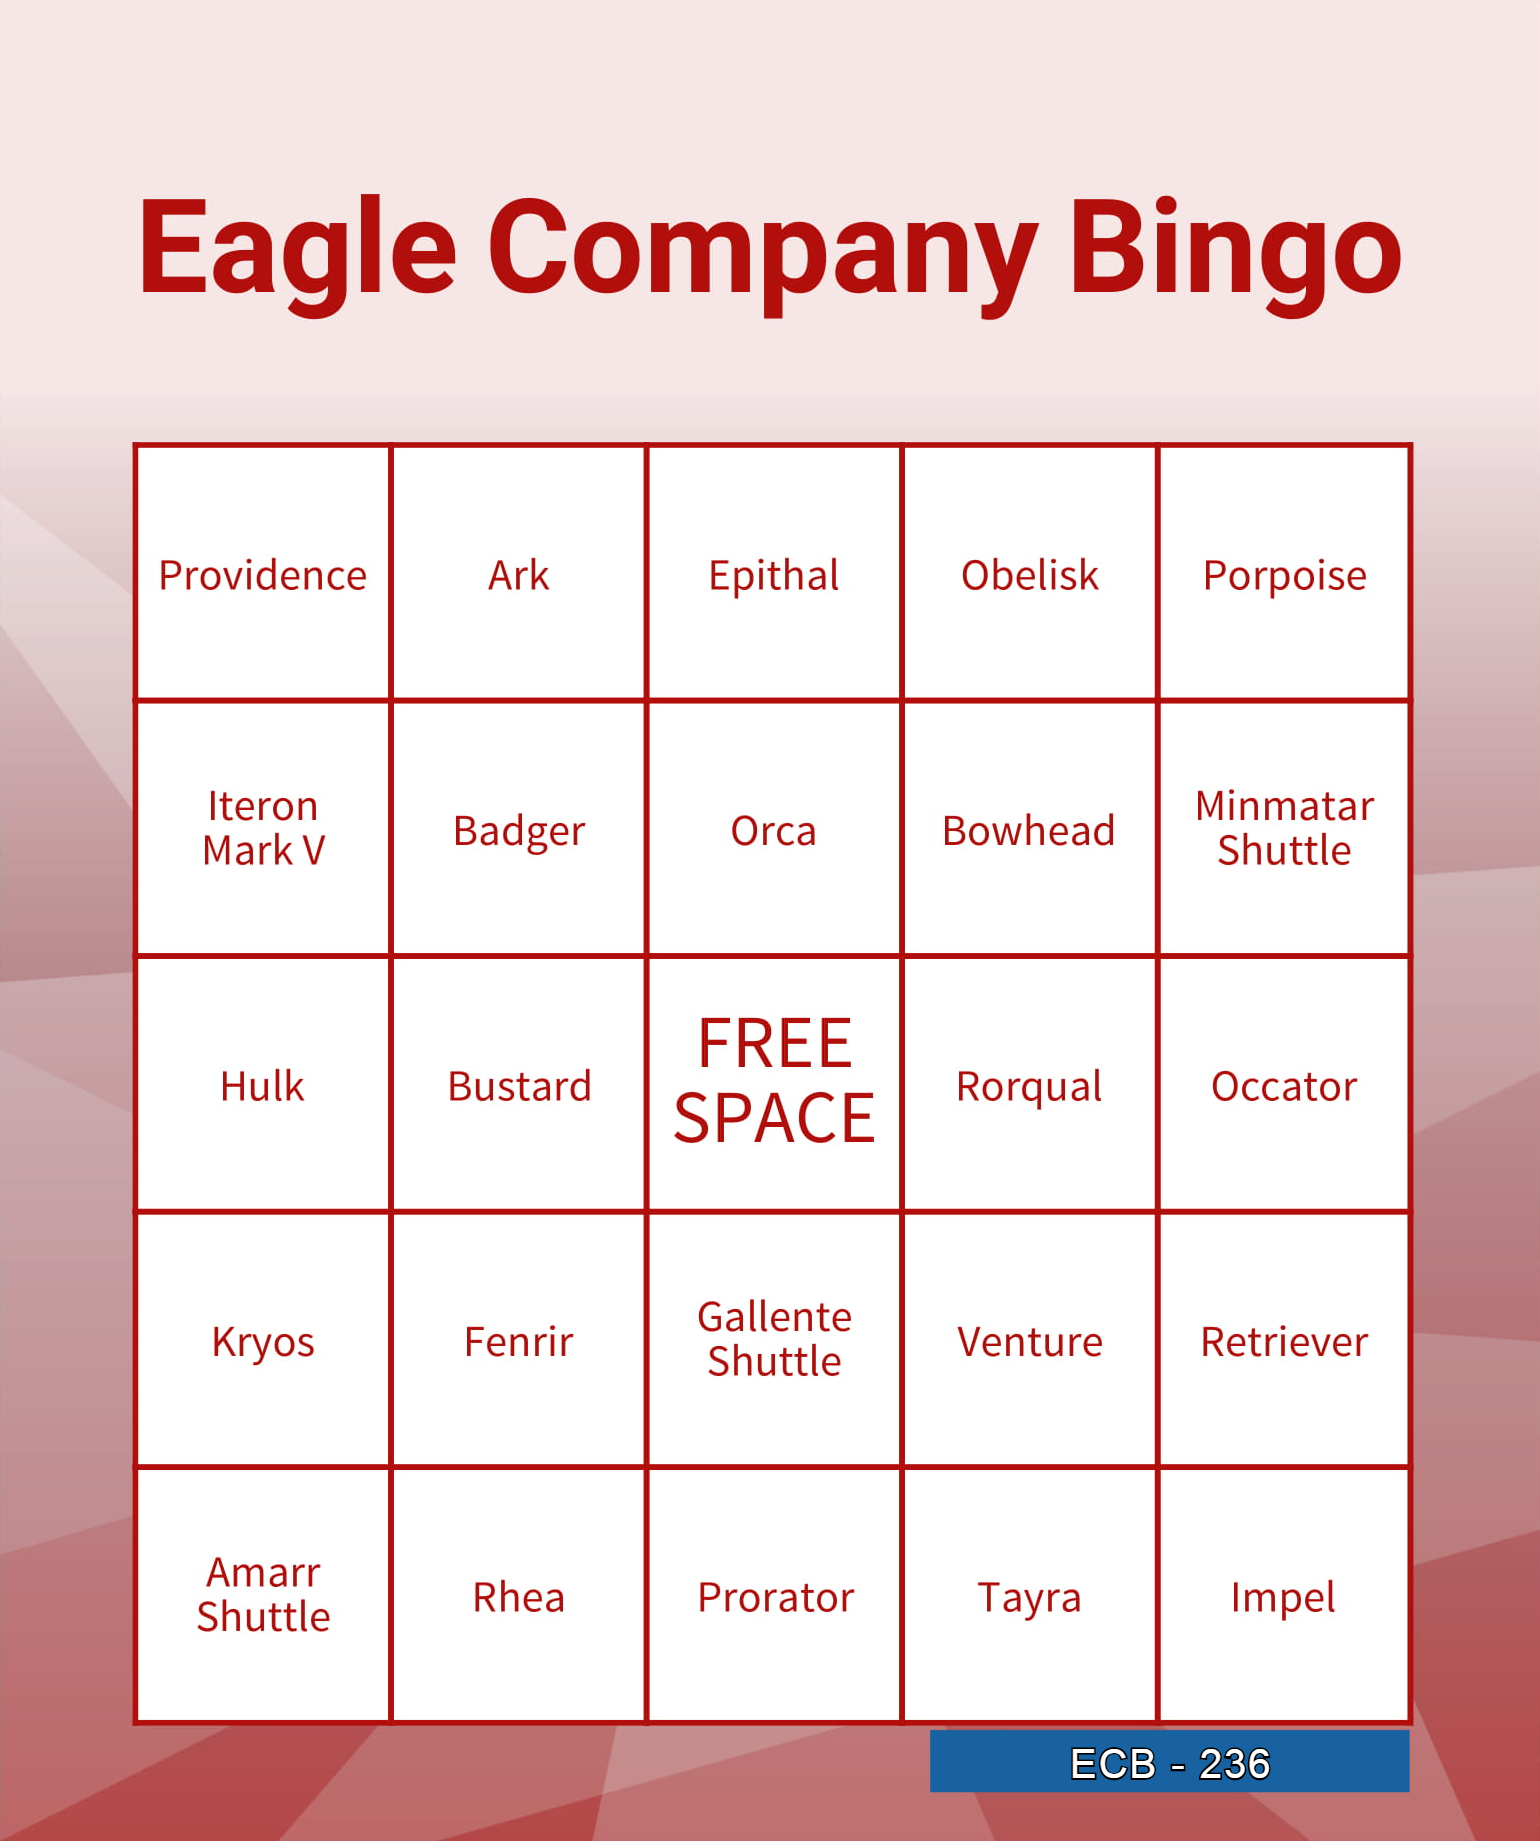 Eagle Company Bingo
Providence Ark Epithal Obelisk Porpoise
Iteron
Mark V
Badger
Orca
Bowhead
Minmatar
Shuttle
Hulk
Bustard
FREE
SPACE
Rorqual
Occator
Kryos
Fenrir
Gallente
Shuttle
Venture
Retriever
Amarr
Shuttle
Rhea
Prorator
Tayra
Impel
ECB - 236